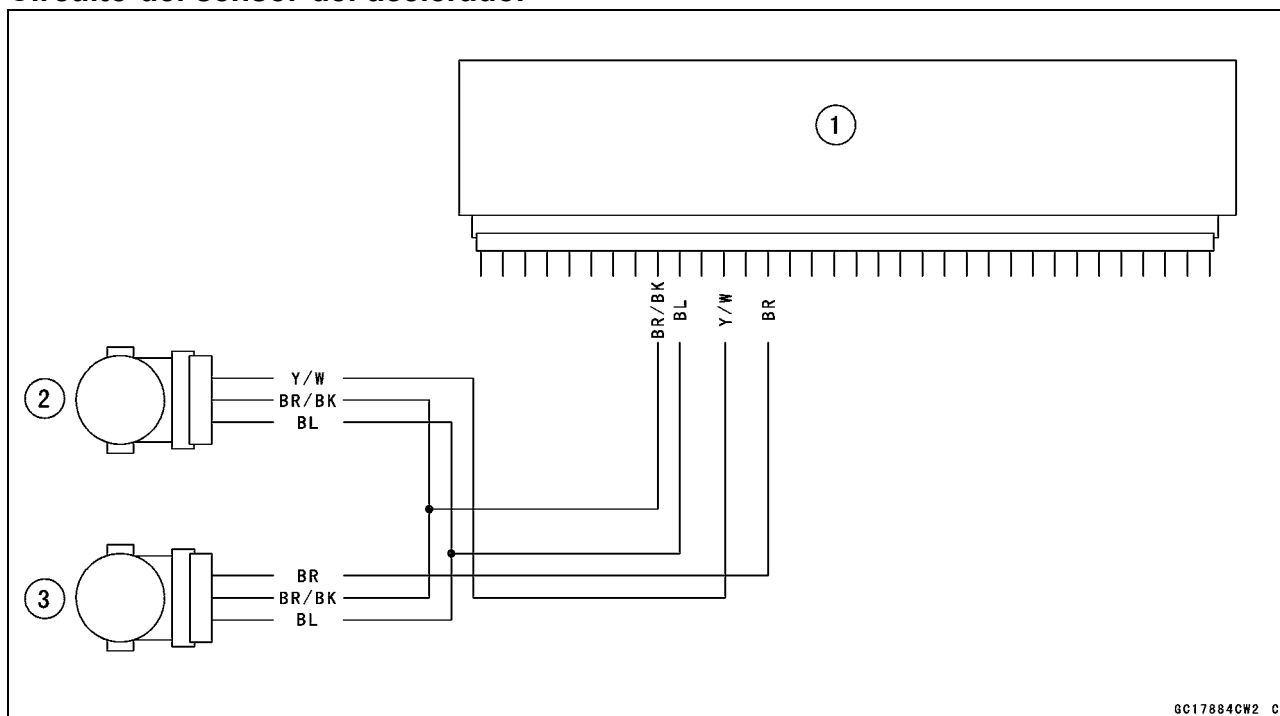 Circuito del sensor del acelerador
1
BR/BK
BL
Y/W
BR
2
Y/W
BR/BK
BL
3
BR
BR/BK
BL
GC17884CW2 C